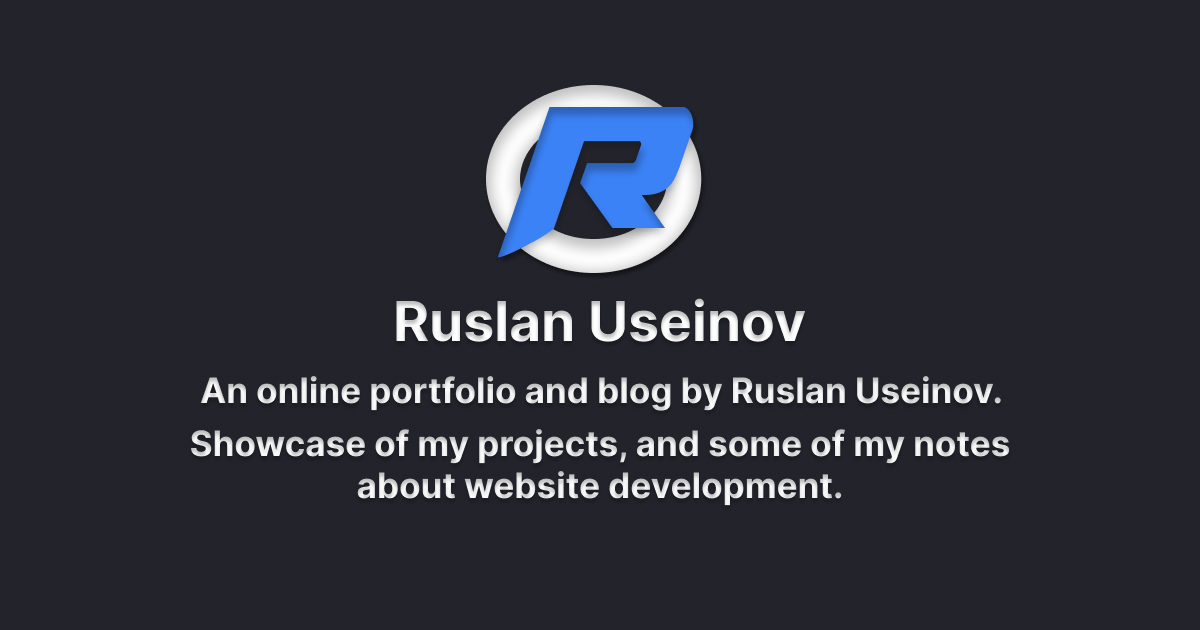 R
Ruslan Useinov
An online portfolio and blog by Ruslan Useinov.
Showcase of my projects, and some of my notes
about website development.